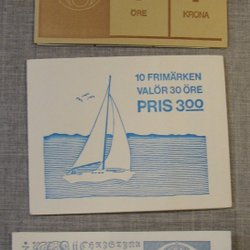 ÖRE
KRONA
10 FRIMÄRKEN
VALÖR 30 ÖRE
PRIS 3.00